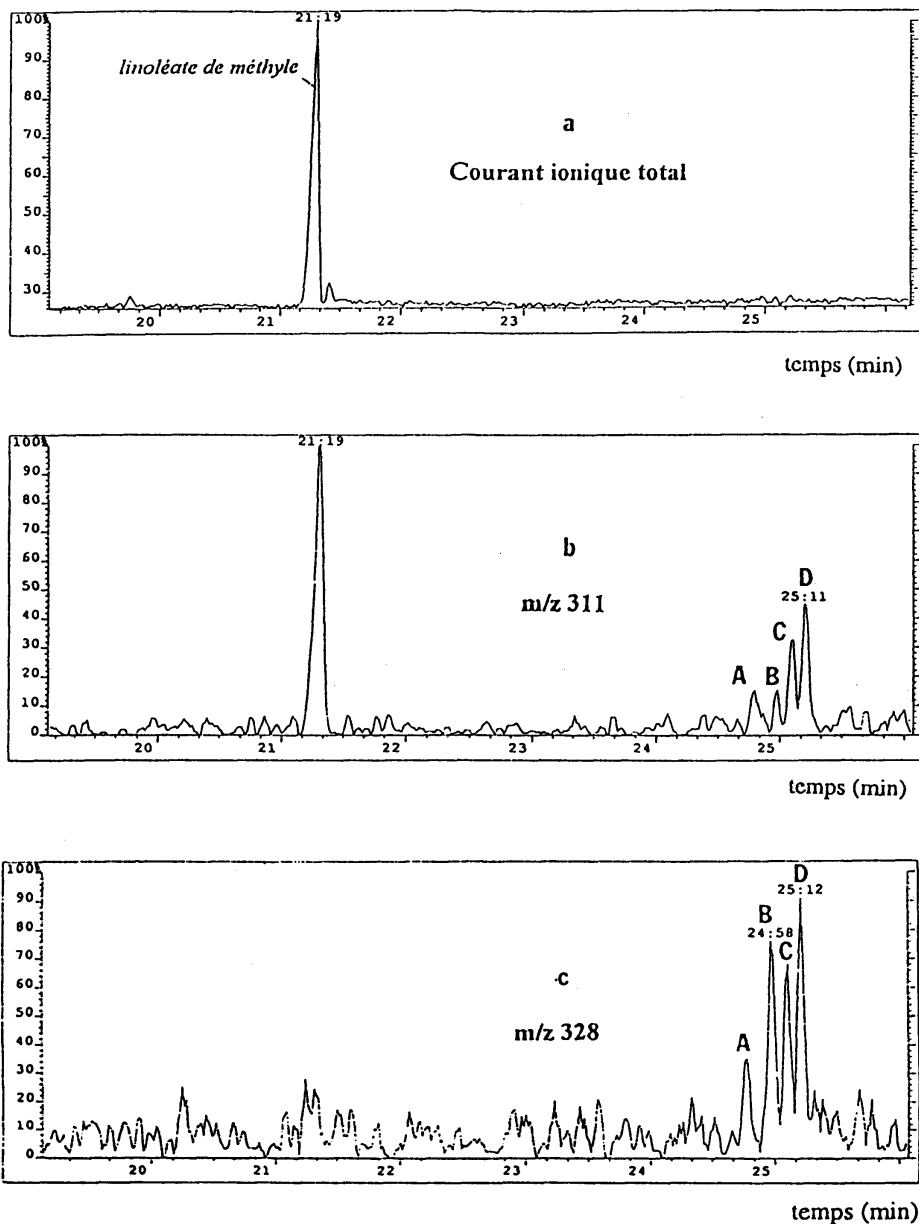 100%
21:19
90
linoléate de méthyle
80
a
70
Courant ionique total
60
50
40
30
20 21 22 23 24 25
temps (min)
100%
21:19
90
80
70
b
60
m/z 311
D
50
25:11
40
C
30
20
A B
10
0
20 21 22 23 24 25
temps (min)
100%
D
90
25:12
B
80
24:58
C
70
60
c
50
m/z 328
40
A
30
20
10
0
20 21 22 23 24 25
temps (min)